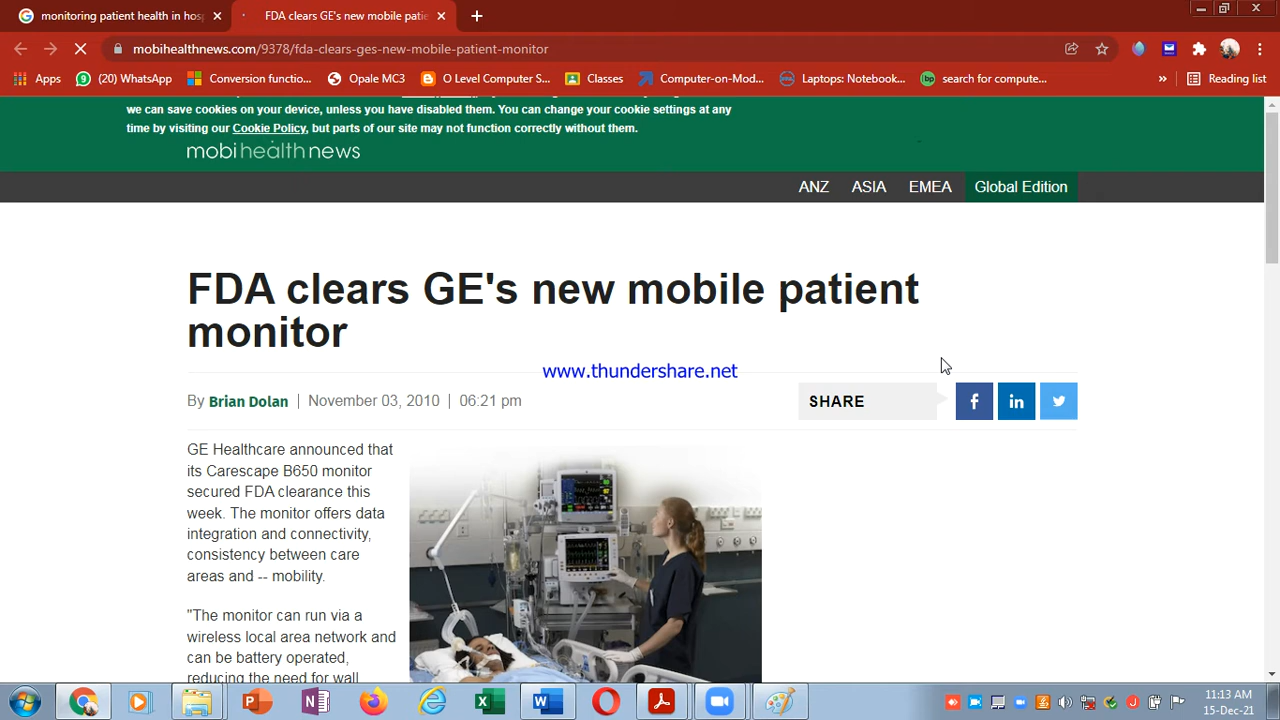 monitoring patient health in hosp
FDA clears GE's new mobile patie
mobihealthnews.com/9378/fda-clears-ges-new-mobile-patient-monitor
Apps
(20) WhatsApp
Conversion functio...
Opale MC3
O Level Computer S...
Classes
Computer-on-Mod...
Laptops: Notebook...
search for compute...
»
Reading list
we can save cookies on your device, unless you have disabled them. You can change your cookie settings at any
time by visiting our Cookie Policy, but parts of our site may not function correctly without them.
mobihealthnews
ANZ ASIA EMEA Global Edition
FDA clears GE's new mobile patient
monitor
www.thundershare.net
By Brian Dolan | November 03, 2010 | 06:21 pm
SHARE
GE Healthcare announced that
its Carescape B650 monitor
secured FDA clearance this
week. The monitor offers data
integration and connectivity,
consistency between care
areas and -- mobility.
"The monitor can run via a
wireless local area network and
can be battery operated,
reducing the need for wall
11:13 AM
15-Dec-21